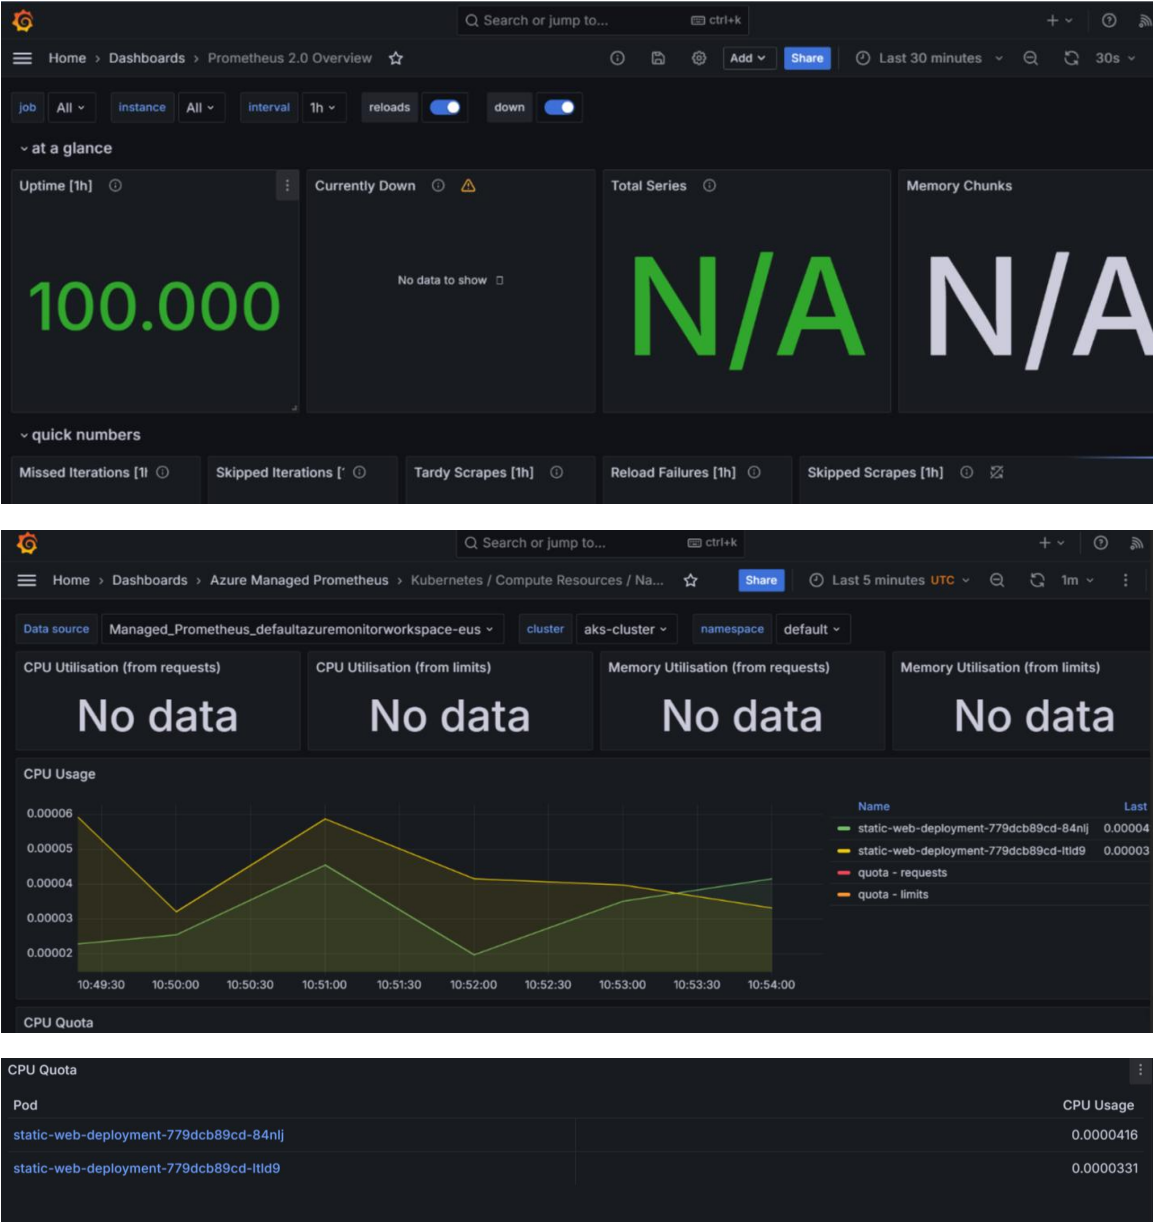 Search or jump to... ctrl+k
Home › Dashboards › Prometheus 2.0 Overview Add Share Last 30 minutes 30s
job All instance All interval 1h reloads down
at a glance
Uptime [1h] Currently Down Total Series Memory Chunks
100.000 No data to show N/A N/A
quick numbers
Missed Iterations [1h Skipped Iterations [' Tardy Scrapes [1h] Reload Failures [1h] Skipped Scrapes [1h]
Search or jump to... ctrl+k
Home › Dashboards › Azure Managed Prometheus › Kubernetes / Compute Resources / Na... Share Last 5 minutes UTC 1m
Data source Managed_Prometheus_defaultazuremonitorworkspace-eus cluster aks-cluster namespace default
CPU Utilisation (from requests) CPU Utilisation (from limits) Memory Utilisation (from requests) Memory Utilisation (from limits)
No data No data No data No data
CPU Usage
Name Last
0.00006
static-web-deployment-779dcb89cd-84nlj 0.00004
0.00005
static-web-deployment-779dcb89cd-ltld9 0.00003
quota - requests
0.00004
quota - limits
0.00003
0.00002
10:49:30 10:50:00 10:50:30 10:51:00 10:51:30 10:52:00 10:52:30 10:53:00 10:53:30 10:54:00
CPU Quota
CPU Quota
Pod CPU Usage
static-web-deployment-779dcb89cd-84nlj 0.0000416
static-web-deployment-779dcb89cd-ltld9 0.0000331